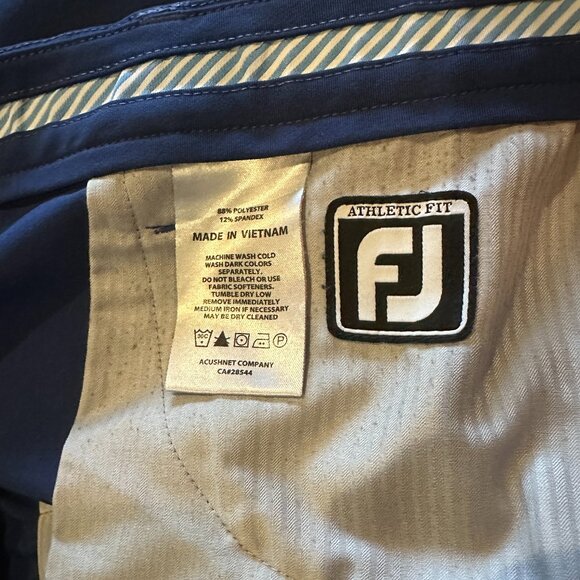 88% POLYESTER
12% SPANDEX
MADE IN VIETNAM
MACHINE WASH COLD
WASH DARK COLORS
SEPARATELY.
DO NOT BLEACH OR USE
FABRIC SOFTENERS.
TUMBLE DRY LOW
REMOVE IMMEDIATELY
MEDIUM IRON IF NECESSARY
MAY BE DRY CLEANED
30C P
ACUSHNET COMPANY
CA#28544
ATHLETIC FIT
FJ